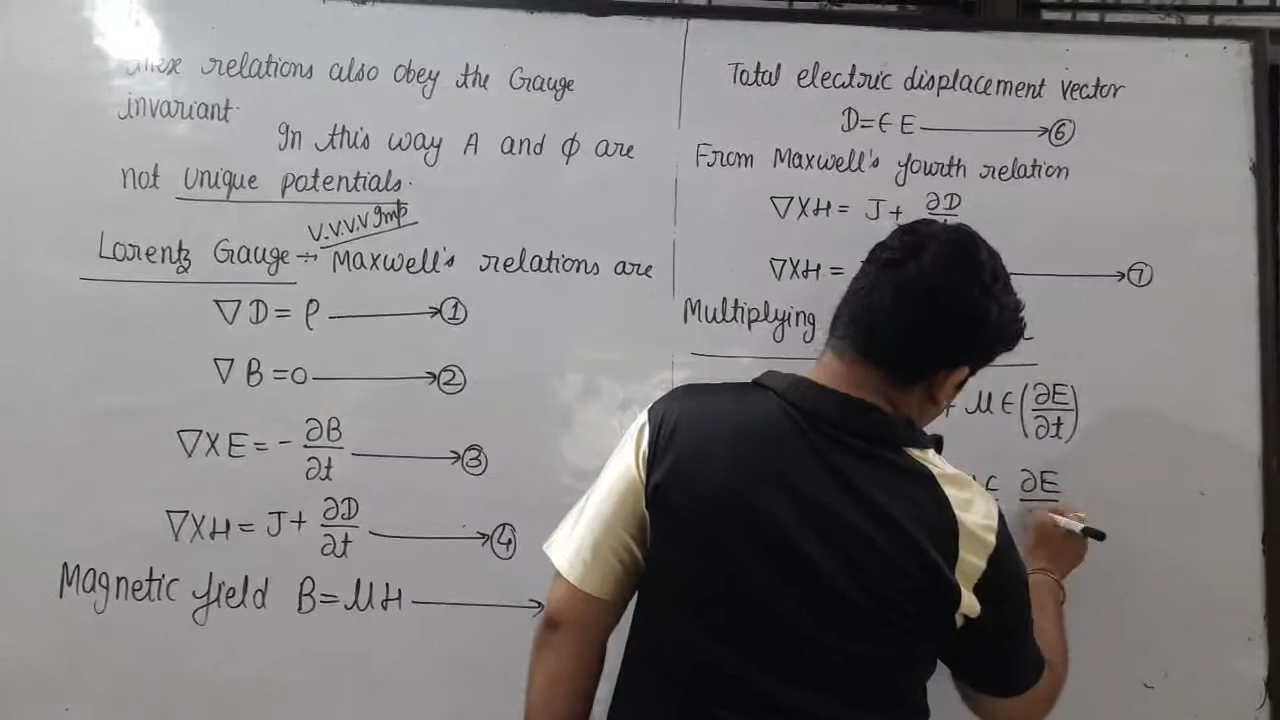 relations also obey the Gauge
invariant.
In this way A and ϕ are
not unique potentials.
V.V.V.V Imp
Lorentz Gauge → Maxwell's relations are
∇ D = ρ ⟶ ①
∇ B = 0 ⟶ ②
∇XE = - ∂B/∂t ⟶ ③
∇XH = J + ∂D/∂t ⟶ ④
Magnetic field B = μH ⟶
Total electric displacement vector
D = ϵ E ⟶ ⑥
From Maxwell's fourth relation
∇XH = J + ∂D
∇XH = ⟶ ⑦
Multiplying
+ μ ϵ (∂E/∂t)
∂E